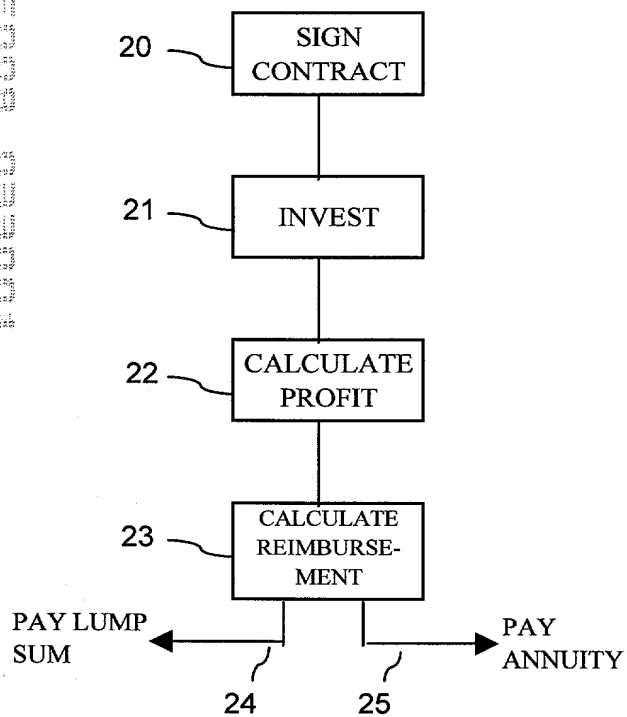 20
SIGN
CONTRACT
21
INVEST
22
CALCULATE
PROFIT
23
CALCULATE
REIMBURSE-
MENT
PAY LUMP
SUM
24
25
PAY
ANNUITY